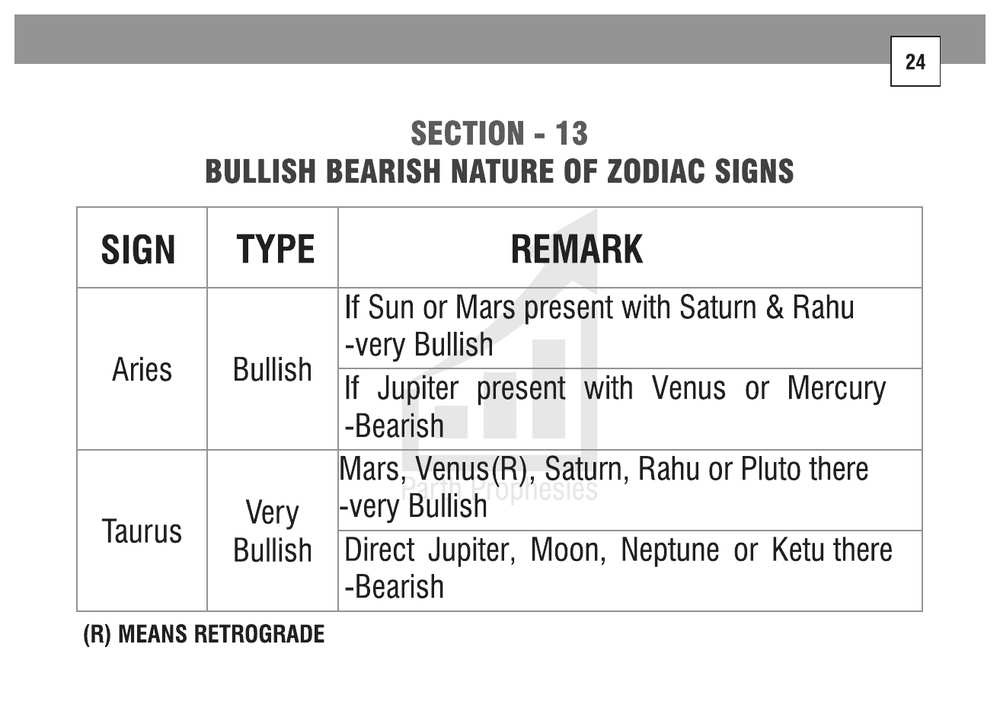 24
SECTION - 13
BULLISH BEARISH NATURE OF ZODIAC SIGNS
SIGN TYPE REMARK
Aries
Bullish
If Sun or Mars present with Saturn & Rahu
-very Bullish
If Jupiter present with Venus or Mercury
-Bearish
Taurus
Very
Bullish
Mars, Venus(R), Saturn, Rahu or Pluto there
-very Bullish
Direct Jupiter, Moon, Neptune or Ketu there
-Bearish
Parth Prophesies
(R) MEANS RETROGRADE